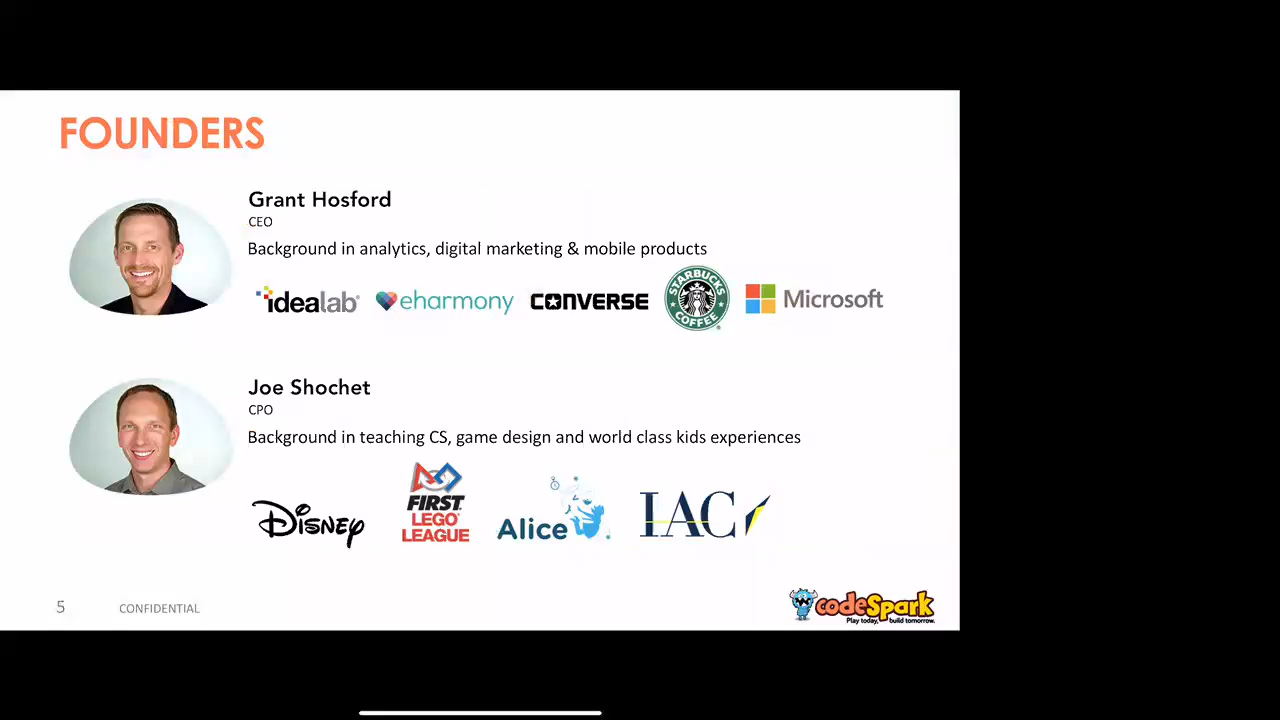 FOUNDERS
Grant Hosford
CEO
Background in analytics, digital marketing & mobile products
idealab
eharmony
CONVERSE
STARBUCKS
COFFEE
Microsoft
Joe Shochet
CPO
Background in teaching CS, game design and world class kids experiences
Disney
FIRST
LEGO
LEAGUE
Alice
IAC
5
CONFIDENTIAL
codeSpark
Play today, build tomorrow.